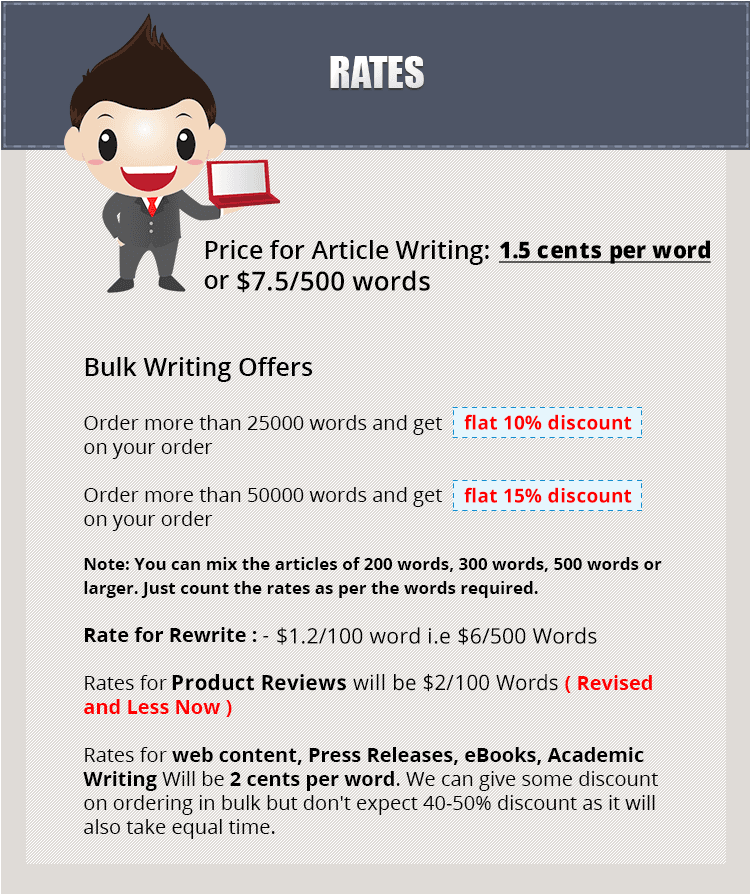 RATES
Price for Article Writing: 1.5 cents per word
or $7.5/500 words
Bulk Writing Offers
Order more than 25000 words and get flat 10% discount
on your order
Order more than 50000 words and get flat 15% discount
on your order
Note: You can mix the articles of 200 words, 300 words, 500 words or
larger. Just count the rates as per the words required.
Rate for Rewrite : - $1.2/100 word i.e $6/500 Words
Rates for Product Reviews will be $2/100 Words ( Revised
and Less Now )
Rates for web content, Press Releases, eBooks, Academic
Writing Will be 2 cents per word. We can give some discount
on ordering in bulk but don't expect 40-50% discount as it will
also take equal time.